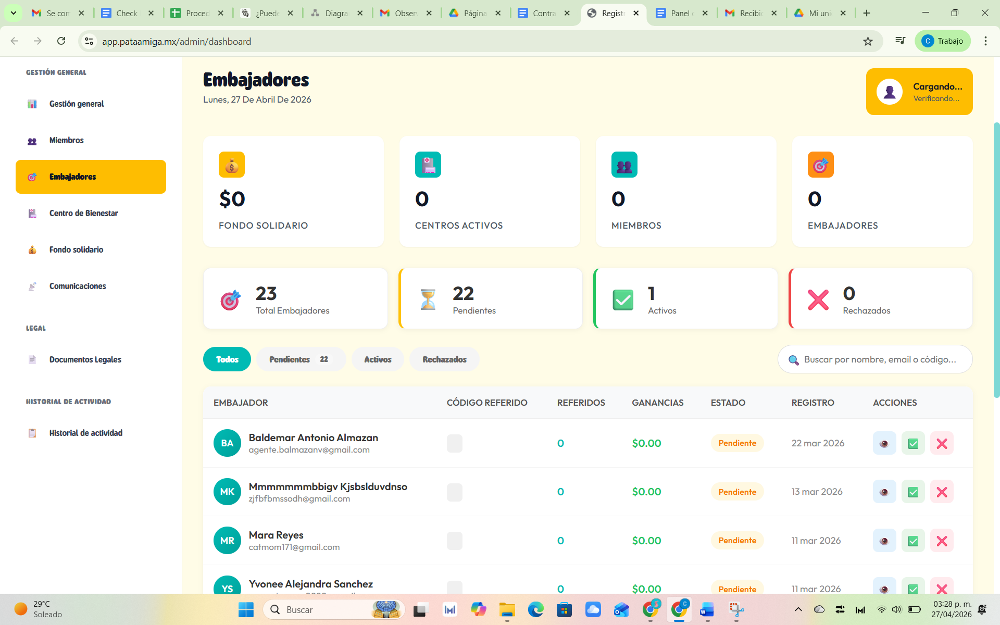 Se con
Check
Proced
¿Puede
Diagra
Observ
Página
Contra
Registr
Panel
Recibid
Mi uni
app.pataamiga.mx/admin/dashboard
C Trabajo
GESTIÓN GENERAL
Gestión general
Miembros
Embajadores
Centro de Bienestar
Fondo solidario
Comunicaciones
LEGAL
Documentos Legales
HISTORIAL DE ACTIVIDAD
Historial de actividad
Embajadores
Lunes, 27 De Abril De 2026
Cargando...
Verificando...
$0
FONDO SOLIDARIO
0
CENTROS ACTIVOS
0
MIEMBROS
0
EMBAJADORES
23
Total Embajadores
22
Pendientes
1
Activos
0
Rechazados
Todos
Pendientes 22
Activos
Rechazados
Buscar por nombre, email o código...
EMBAJADOR CÓDIGO REFERIDO REFERIDOS GANANCIAS ESTADO REGISTRO ACCIONES
BA Baldemar Antonio Almazan 0 $0.00 Pendiente 22 mar 2026
agente.balmazanv@gmail.com
MK Mmmmmmmbbigv Kjsbslduvdnso 0 $0.00 Pendiente 13 mar 2026
zjfbfbmssodh@gmail.com
MR Mara Reyes 0 $0.00 Pendiente 11 mar 2026
catmom171@gmail.com
YS Yvonee Alejandra Sanchez 0 $0.00 Pendiente 11 mar 2026
29°C
Soleado
Buscar
03:28 p. m.
27/04/2026